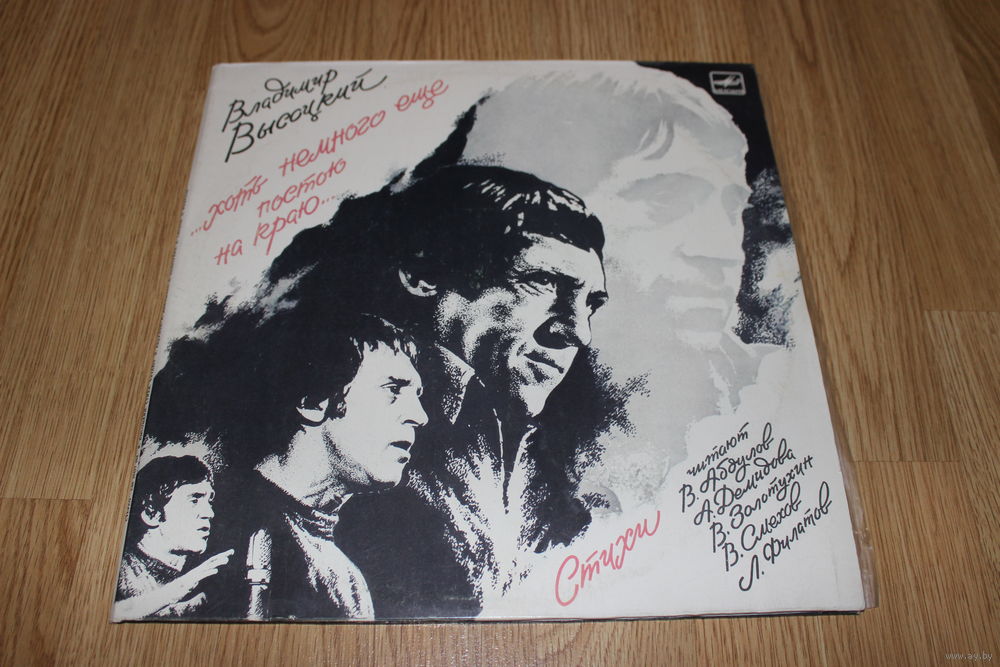 Владимир
Высоцкий
...хоть немного еще
постою
на краю...
Стихи
читают
В. Абдулов
А. Демидова
В. Золотухин
В. Смехов
Л. Филатов
www.ay.by